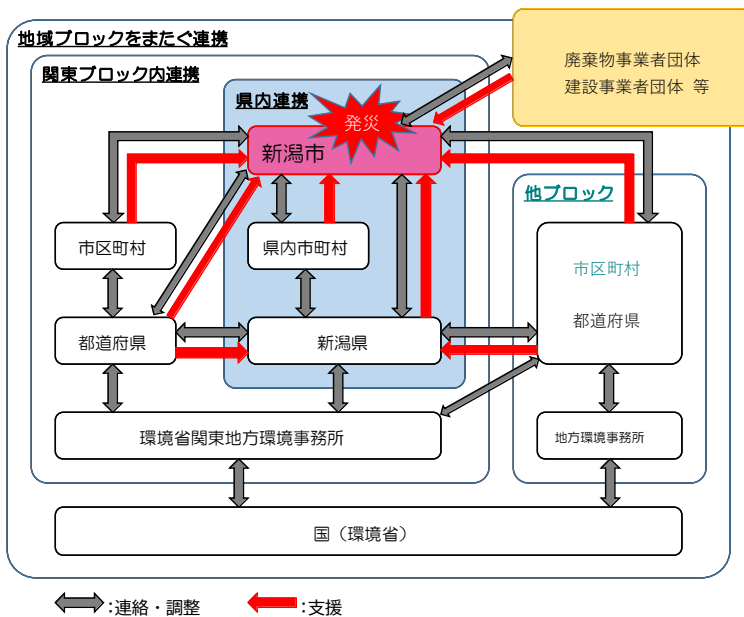 地域ブロックをまたぐ連携
廃棄物事業者団体
建設事業者団体 等
関東ブロック内連携
県内連携
発災
新潟市
他ブロック
市区町村
県内市町村
市区町村
都道府県
都道府県
新潟県
環境省関東地方環境事務所
地方環境事務所
国（環境省）
:連絡・調整
:支援